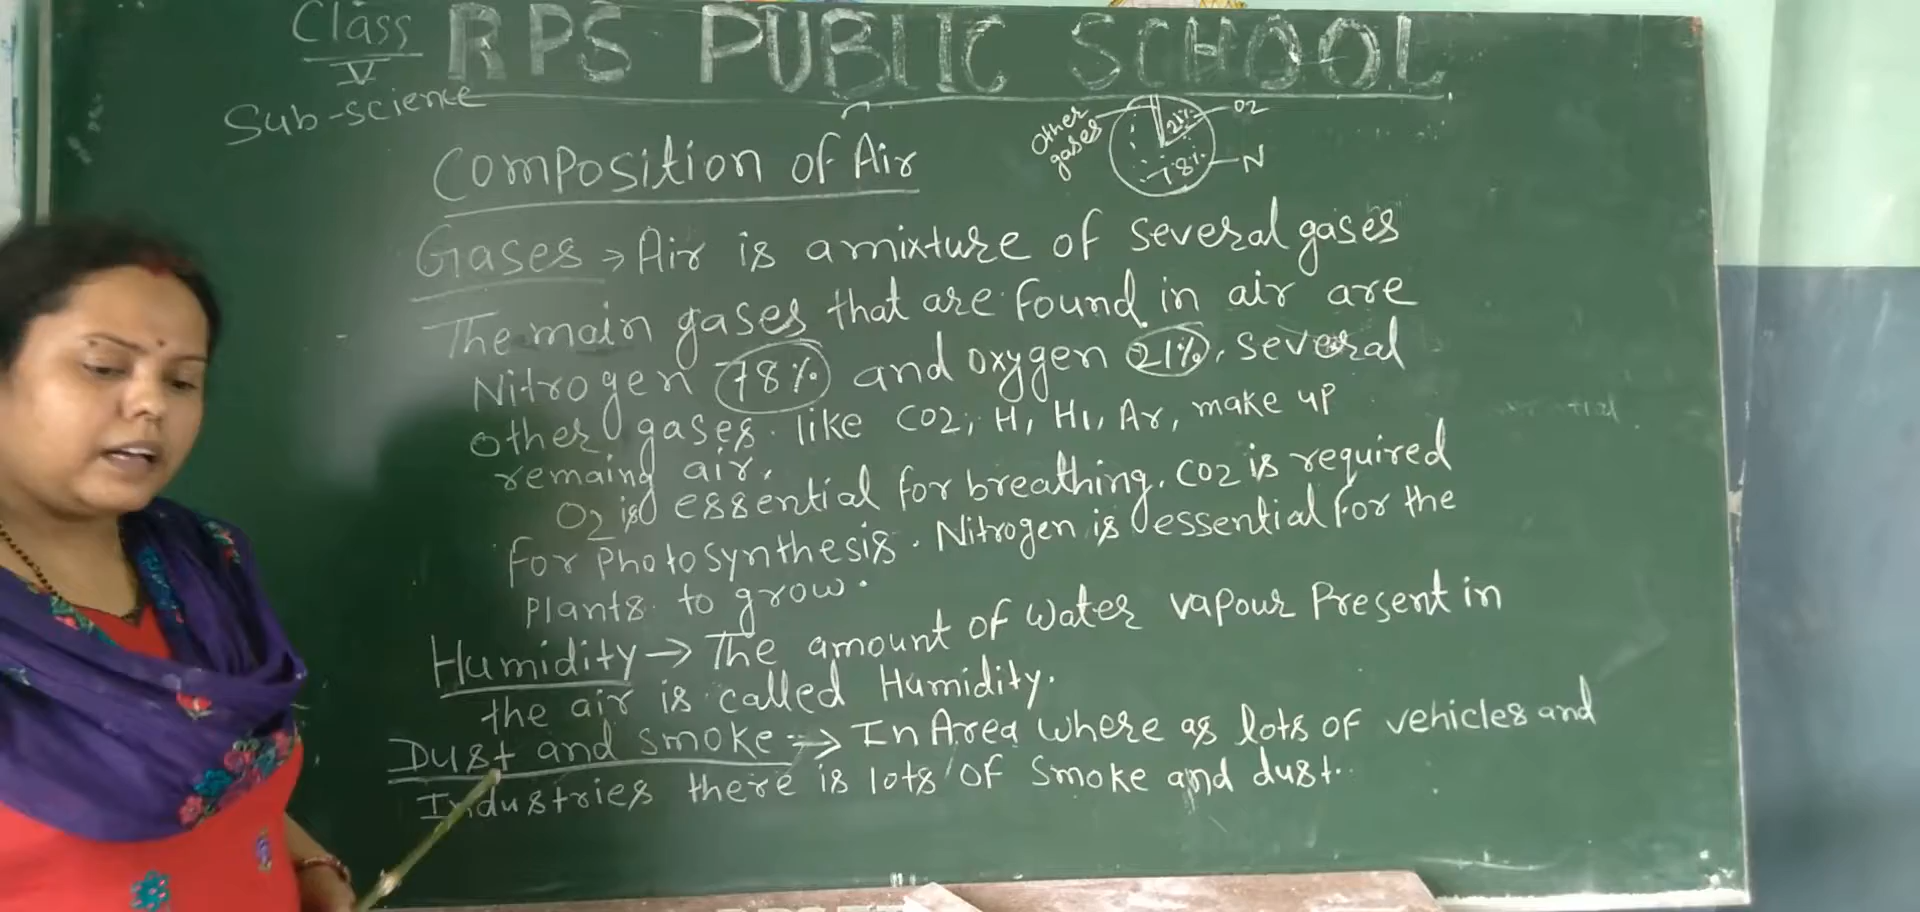 Class
V
RPS PUBLIC SCHOOL
Sub-science
Composition of Air
Other
gases
21%
O2
78%
N
Gases → Air is a mixture of several gases
The main gases that are found in air are
Nitrogen 78% and oxygen 21%, several
other gases like CO2, H, H1, Ar, make up
remaing air.
O2 is essential for breathing. CO2 is required
for Photosynthesis. Nitrogen is essential for the
Plants to grow.
Humidity → The amount of water vapour Present in
the air is called Humidity.
Dust and smoke → In Area where as lots of vehicles and
Industries there is lots of smoke and dust.